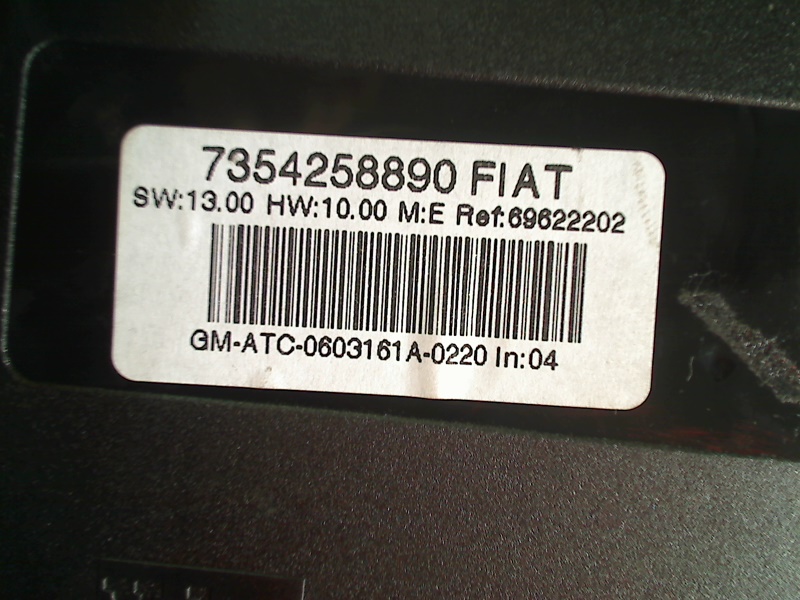 7354258890 FIAT
SW:13.00 HW:10.00 M:E Ref:69622202
GM-ATC-0603161A-0220 In:04